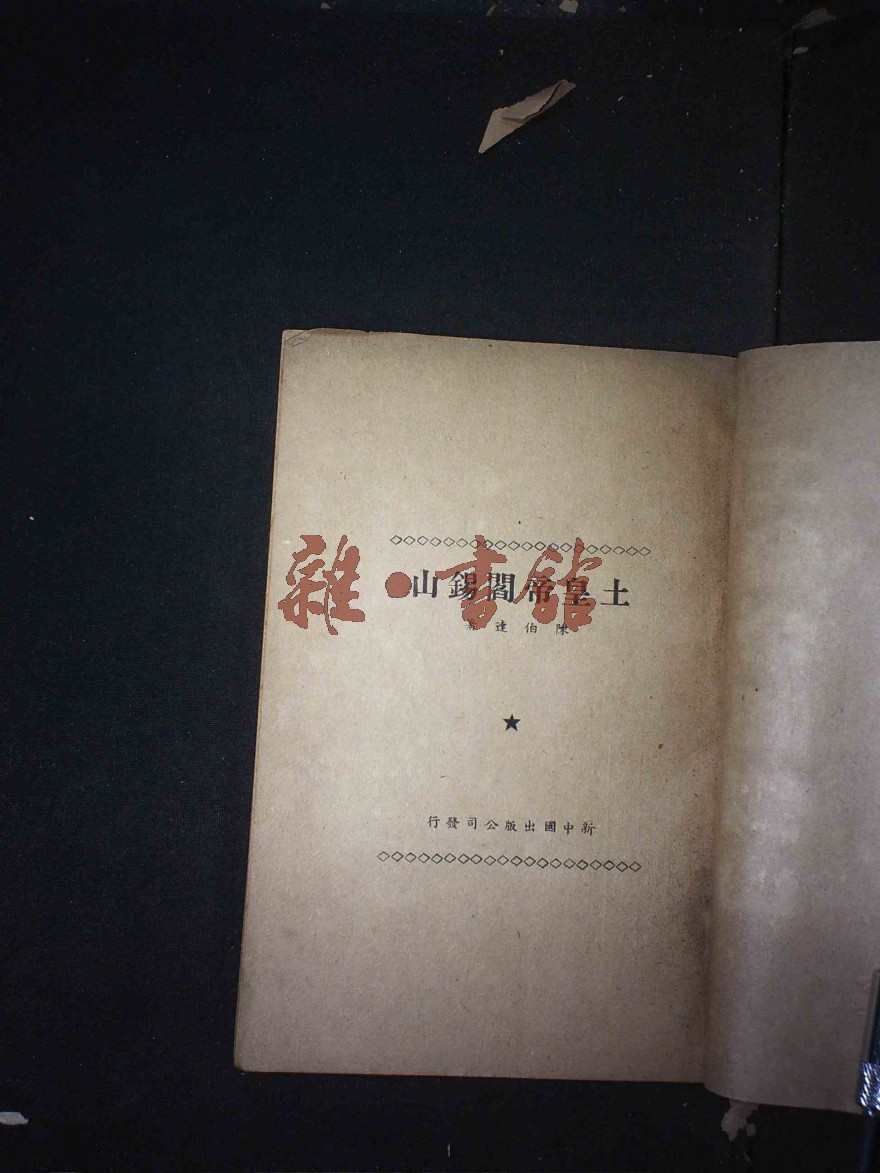 土皇帝閻錫山
陳伯達著
★
新中國出版公司發行
雜·書館